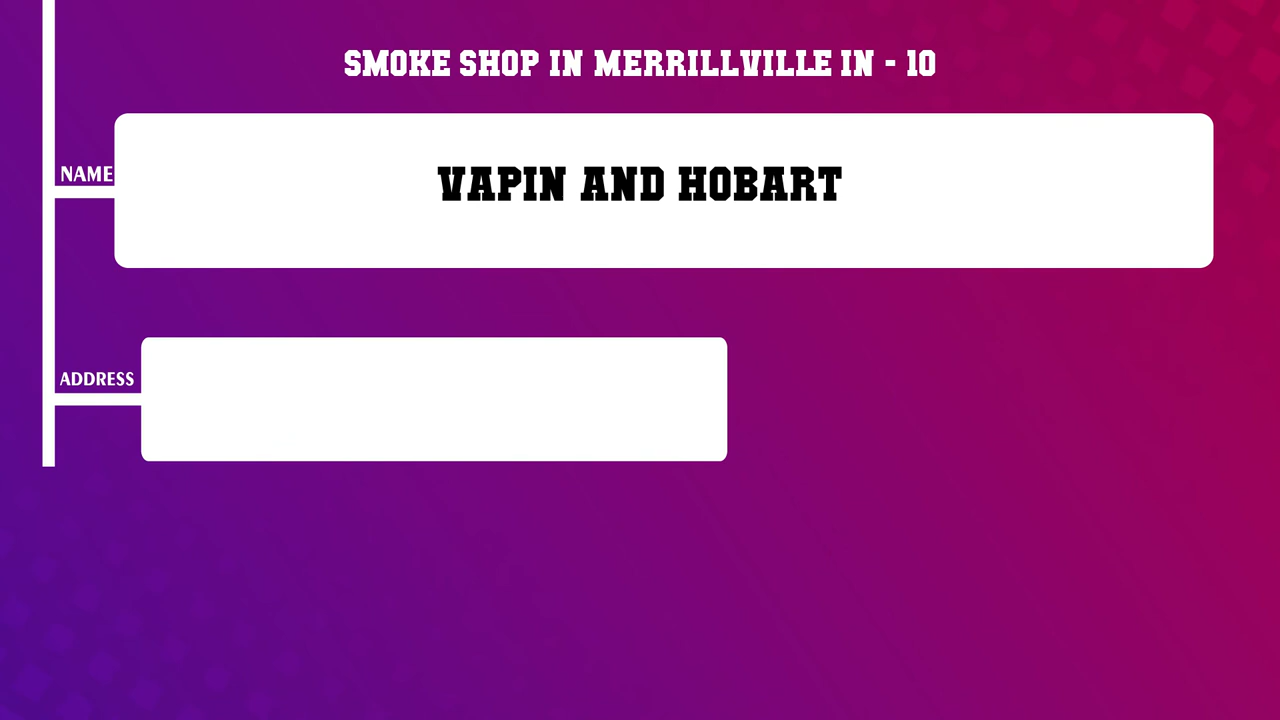 SMOKE SHOP IN MERRILLVILLE IN - 10
NAME
VAPIN AND HOBART
ADDRESS